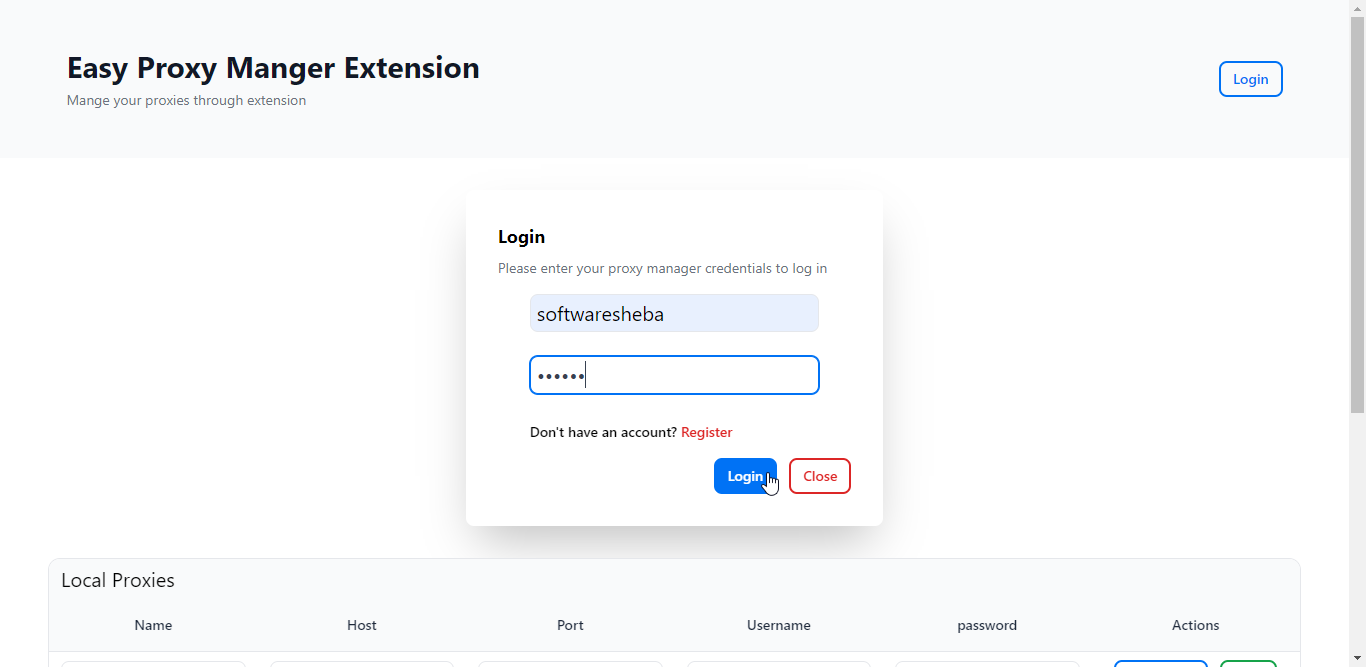 Easy Proxy Manger Extension
Mange your proxies through extension
Login
Login
Please enter your proxy manager credentials to log in
softwaresheba
••••••
Don't have an account? Register
Login Close
Local Proxies
Name Host Port Username password Actions